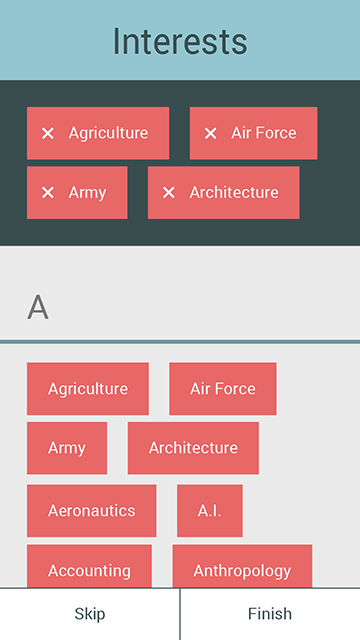 Interests
× Agriculture × Air Force
× Army × Architecture
A
Agriculture Air Force
Army Architecture
Aeronautics A.I.
Accounting Anthropology
Skip Finish